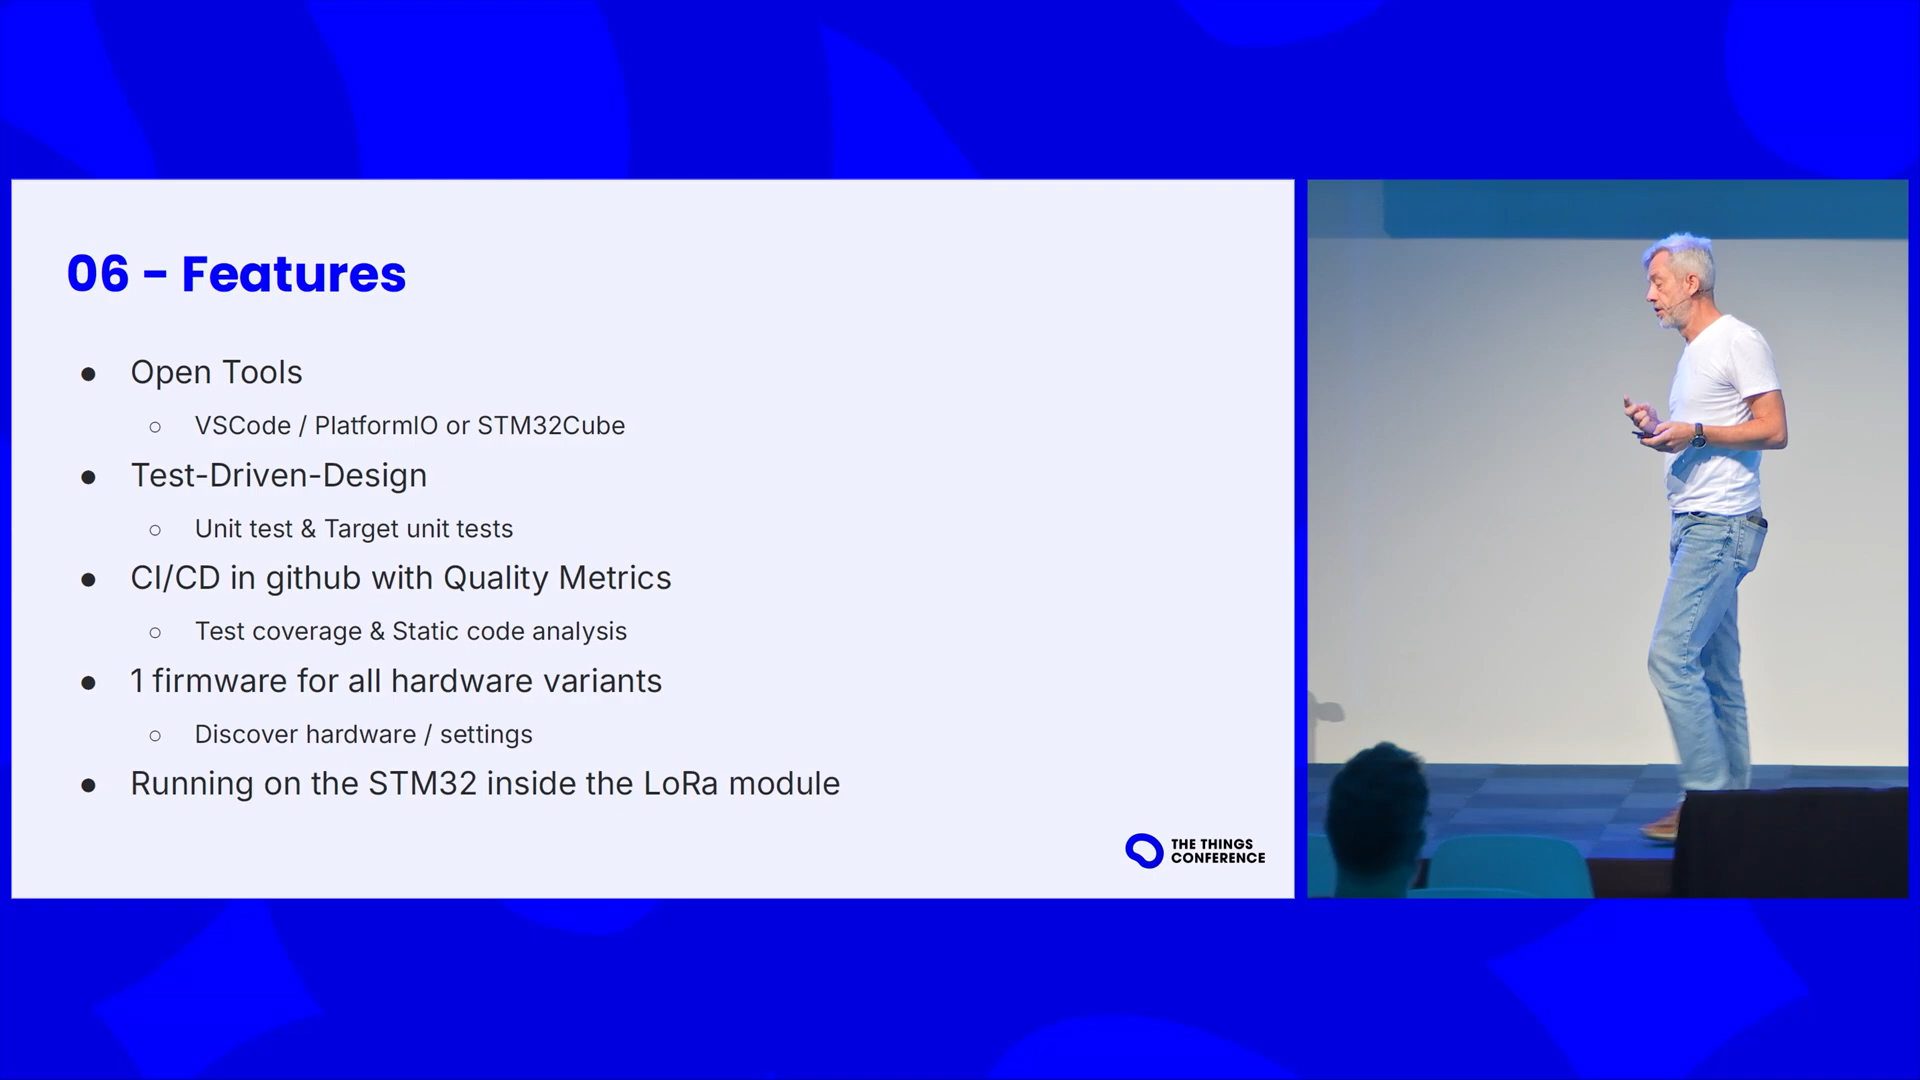 06 - Features
● Open Tools
○ VSCode / PlatformIO or STM32Cube
● Test-Driven-Design
○ Unit test & Target unit tests
● CI/CD in github with Quality Metrics
○ Test coverage & Static code analysis
● 1 firmware for all hardware variants
○ Discover hardware / settings
● Running on the STM32 inside the LoRa module
THE THINGS
CONFERENCE